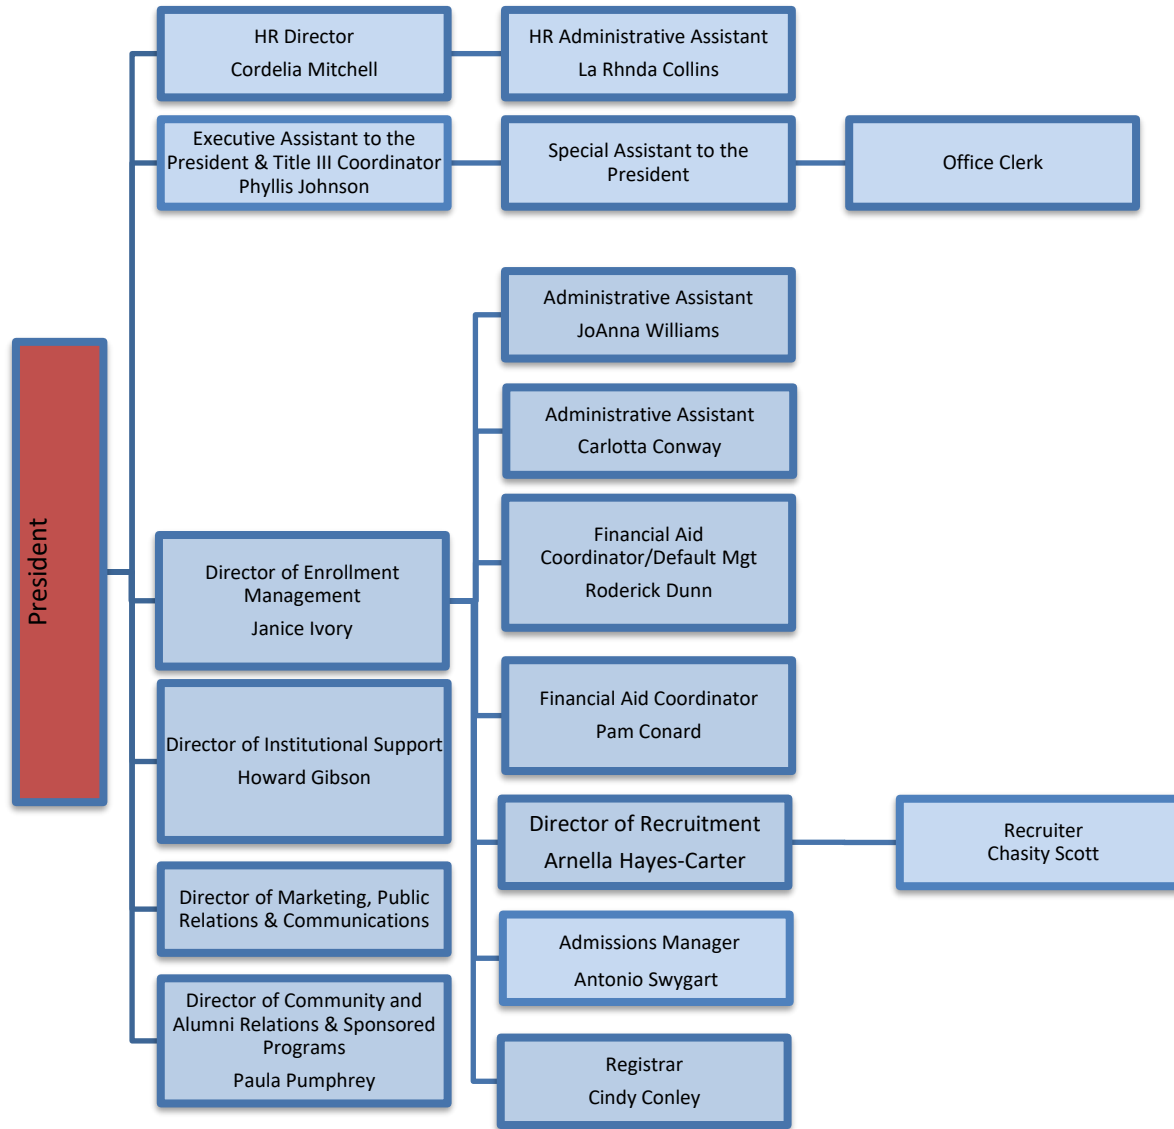 HR Director
Cordelia Mitchell
HR Administrative Assistant
La Rhnda Collins
Executive Assistant to the
President & Title III Coordinator
Phyllis Johnson
Special Assistant to the
President
Office Clerk
President
Director of Enrollment
Management
Janice Ivory
Administrative Assistant
JoAnna Williams
Administrative Assistant
Carlotta Conway
Financial Aid
Coordinator/Default Mgt
Roderick Dunn
Financial Aid Coordinator
Pam Conard
Director of Recruitment
Arnella Hayes-Carter
Recruiter
Chasity Scott
Admissions Manager
Antonio Swygart
Registrar
Cindy Conley
Director of Institutional Support
Howard Gibson
Director of Marketing, Public
Relations & Communications
Director of Community and
Alumni Relations & Sponsored
Programs
Paula Pumphrey